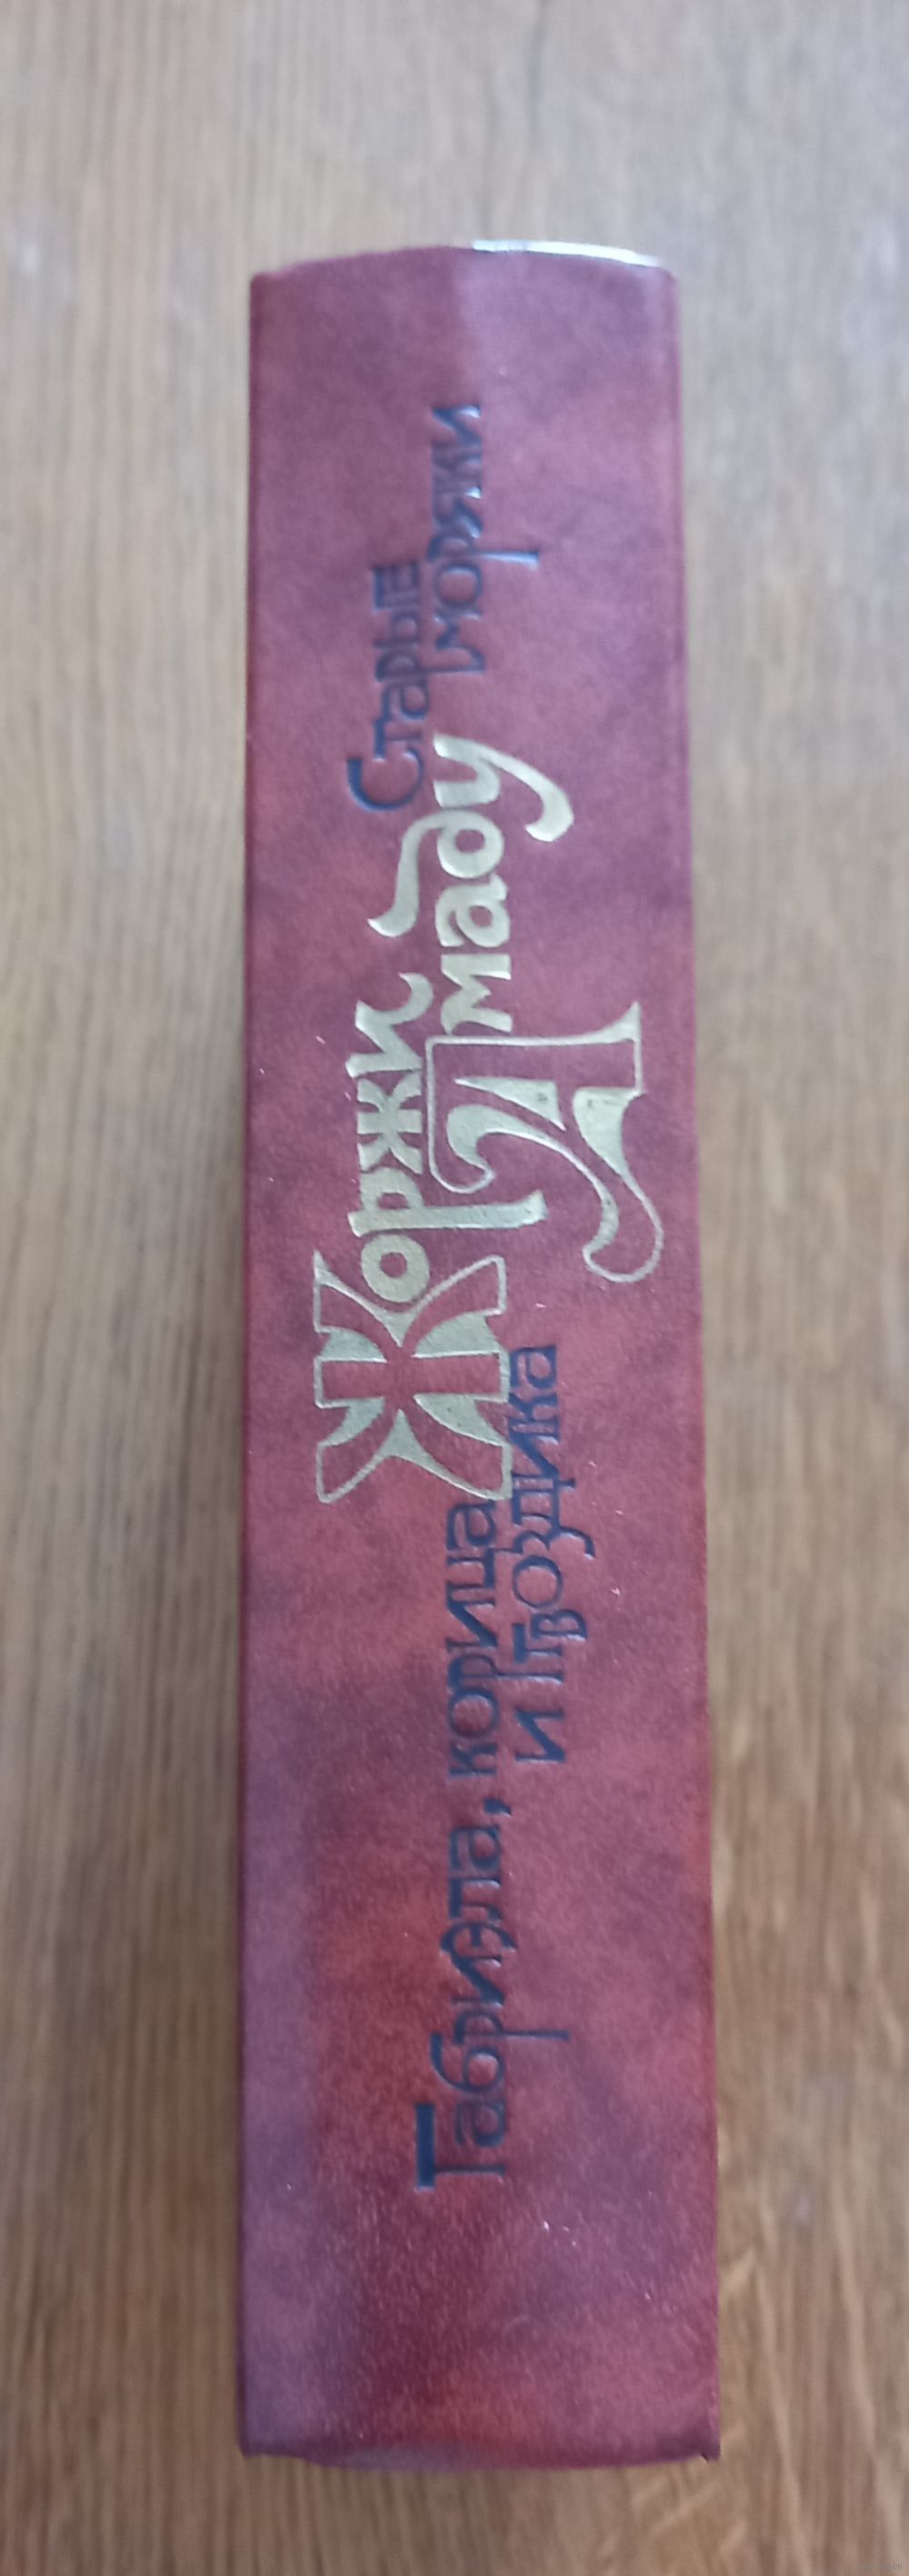 Габриэла, корица
и гвоздика
Жоржи
Амаду
Старые
моряки